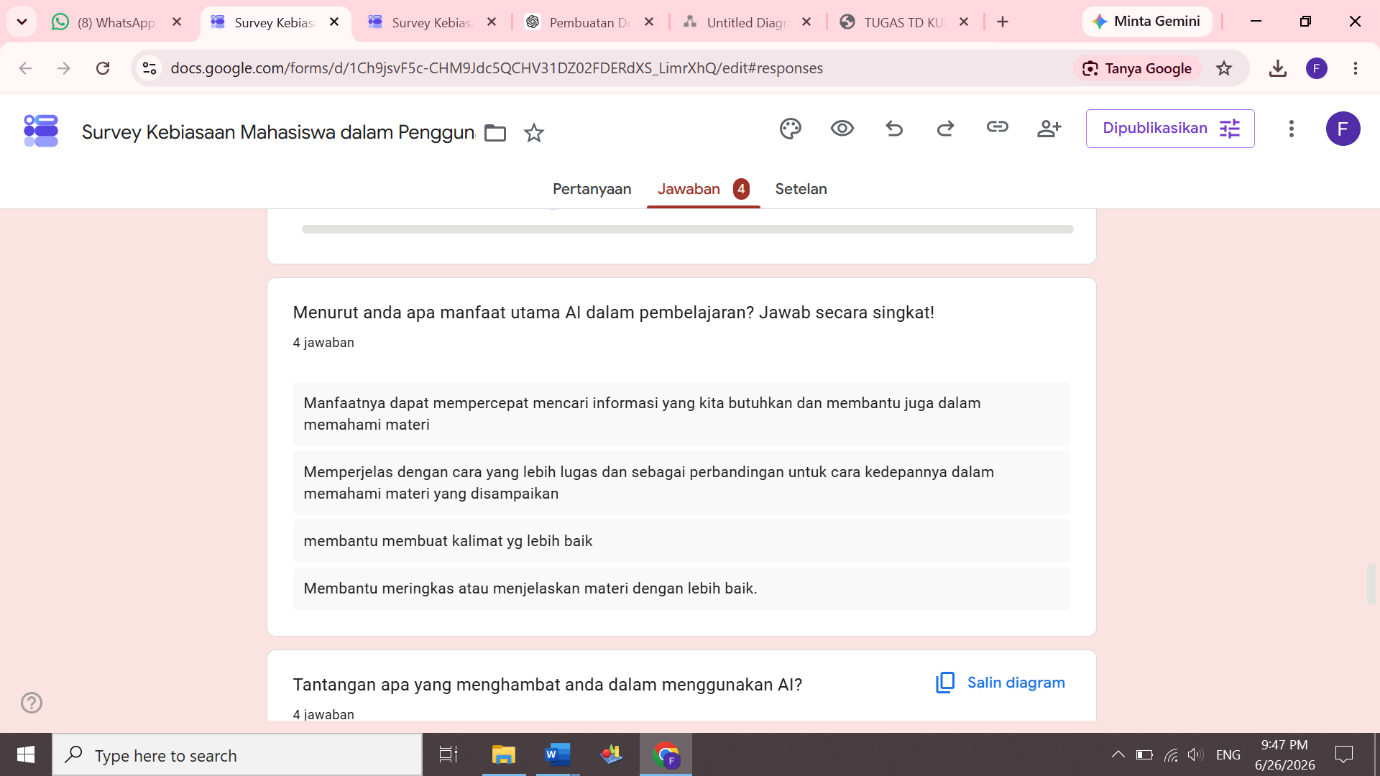 (8) WhatsApp
Survey Kebias
Survey Kebias
Pembuatan Do
Untitled Diagr
TUGAS TD KU
Minta Gemini
docs.google.com/forms/d/1Ch9jsvF5c-CHM9Jdc5QCHV31DZ02FDERdXS_LimrXhQ/edit#responses
Tanya Google
F
Survey Kebiasaan Mahasiswa dalam Penggun
Dipublikasikan
F
Pertanyaan
Jawaban 4
Setelan
Menurut anda apa manfaat utama AI dalam pembelajaran? Jawab secara singkat!
4 jawaban
Manfaatnya dapat mempercepat mencari informasi yang kita butuhkan dan membantu juga dalam
memahami materi
Memperjelas dengan cara yang lebih lugas dan sebagai perbandingan untuk cara kedepannya dalam
memahami materi yang disampaikan
membantu membuat kalimat yg lebih baik
Membantu meringkas atau menjelaskan materi dengan lebih baik.
Tantangan apa yang menghambat anda dalam menggunakan AI?
Salin diagram
4 jawaban
Type here to search
W
F
ENG
9:47 PM
6/26/2026